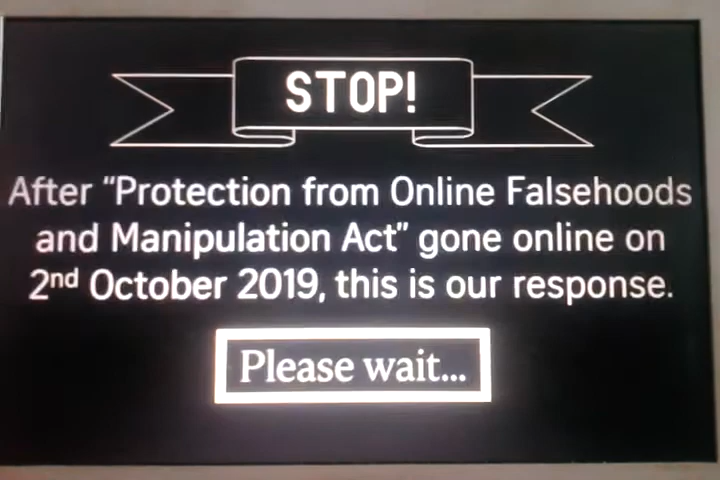 STOP!
After "Protection from Online Falsehoods
and Manipulation Act" gone online on
2nd October 2019, this is our response.
Please wait...